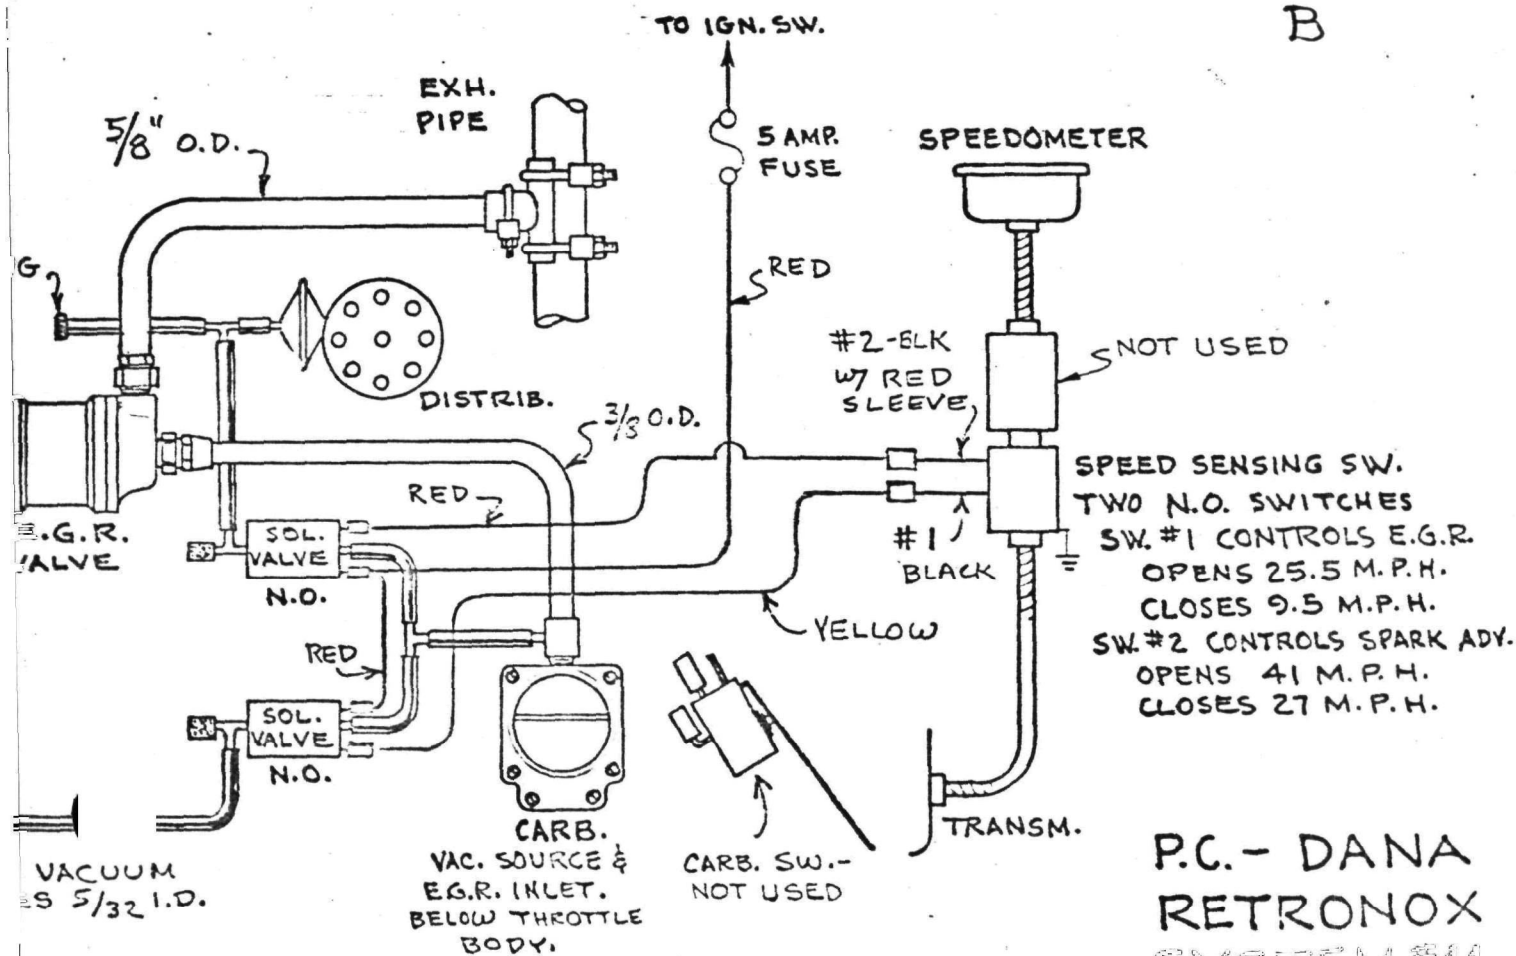 B
TO IGN. SW.
EXH.
PIPE
5/8" O.D.
5 AMP.
FUSE
SPEEDOMETER
G
RED
#2-BLK
W/ RED
SLEEVE
NOT USED
DISTRIB.
3/8 O.D.
RED
SPEED SENSING SW.
TWO N.O. SWITCHES
SW. #1 CONTROLS E.G.R.
OPENS 25.5 M.P.H.
CLOSES 9.5 M.P.H.
SW. #2 CONTROLS SPARK ADV.
OPENS 41 M.P.H.
CLOSES 27 M.P.H.
E.G.R.
VALVE
SOL.
VALVE
N.O.
#1
BLACK
YELLOW
RED
SOL.
VALVE
N.O.
CARB.
VAC. SOURCE &
E.G.R. INLET.
BELOW THROTTLE
BODY.
CARB. SW.-
NOT USED
TRANSM.
VACUUM
ES 5/32 I.D.
P.C. - DANA
RETRONOX